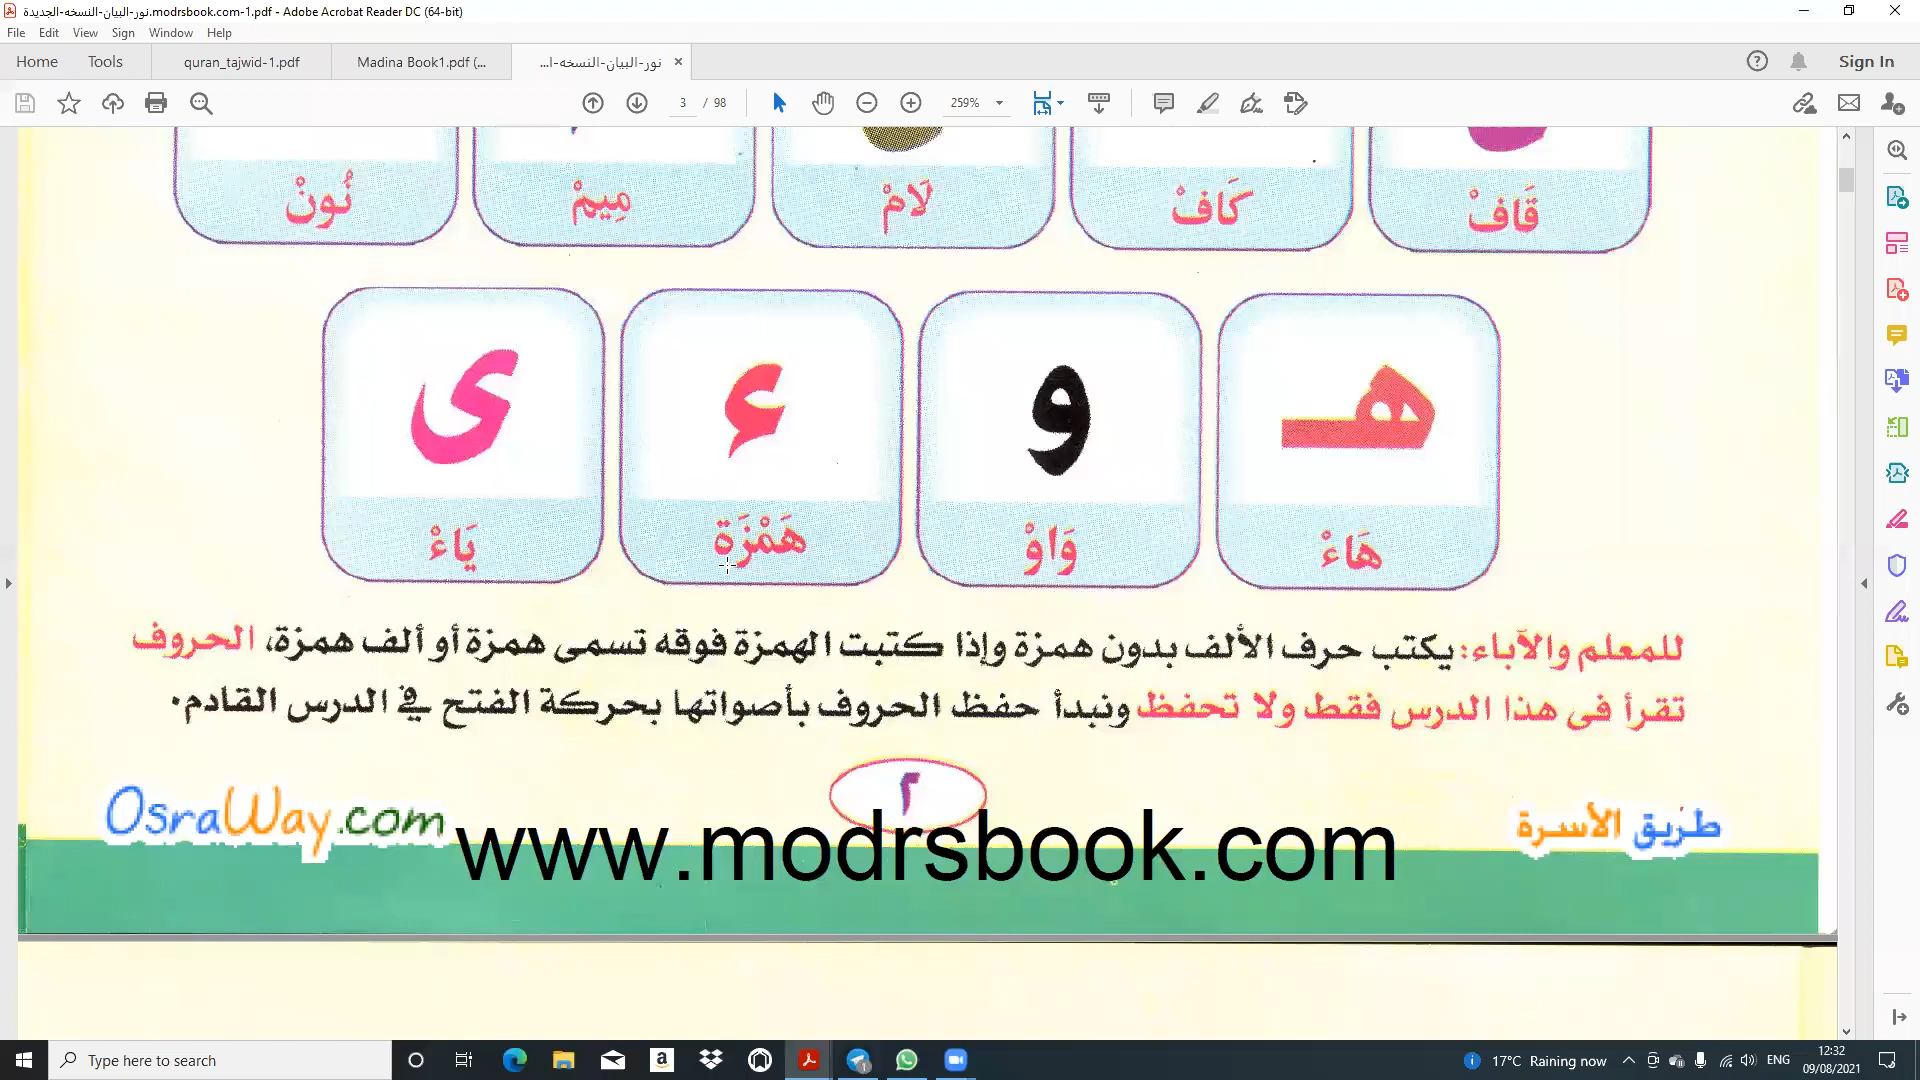 نور-البيان-النسخه-الجديدة.modrsbook.com-1.pdf - Adobe Acrobat Reader DC (64-bit)
File Edit View Sign Window Help
Home Tools quran_tajwid-1.pdf Madina Book1.pdf (... نور-البيان-النسخه-ا... Sign In
3 / 98 259%
قَافْ كَافْ لَامْ مِيمْ نُونْ
هـ و ء ى
هَاءْ وَاوْ هَمْزَة يَاءْ
للمعلم والآباء: يكتب حرف الألف بدون همزة وإذا كتبت الهمزة فوقه تسمى همزة أو ألف همزة، الحروف
تقرأ فى هذا الدرس فقط ولا تحفظ ونبدأ حفظ الحروف بأصواتها بحركة الفتح في الدرس القادم.
٢
OsraWay.com طريق الأسرة
www.modrsbook.com
Type here to search 17°C Raining now ENG 12:32
09/08/2021